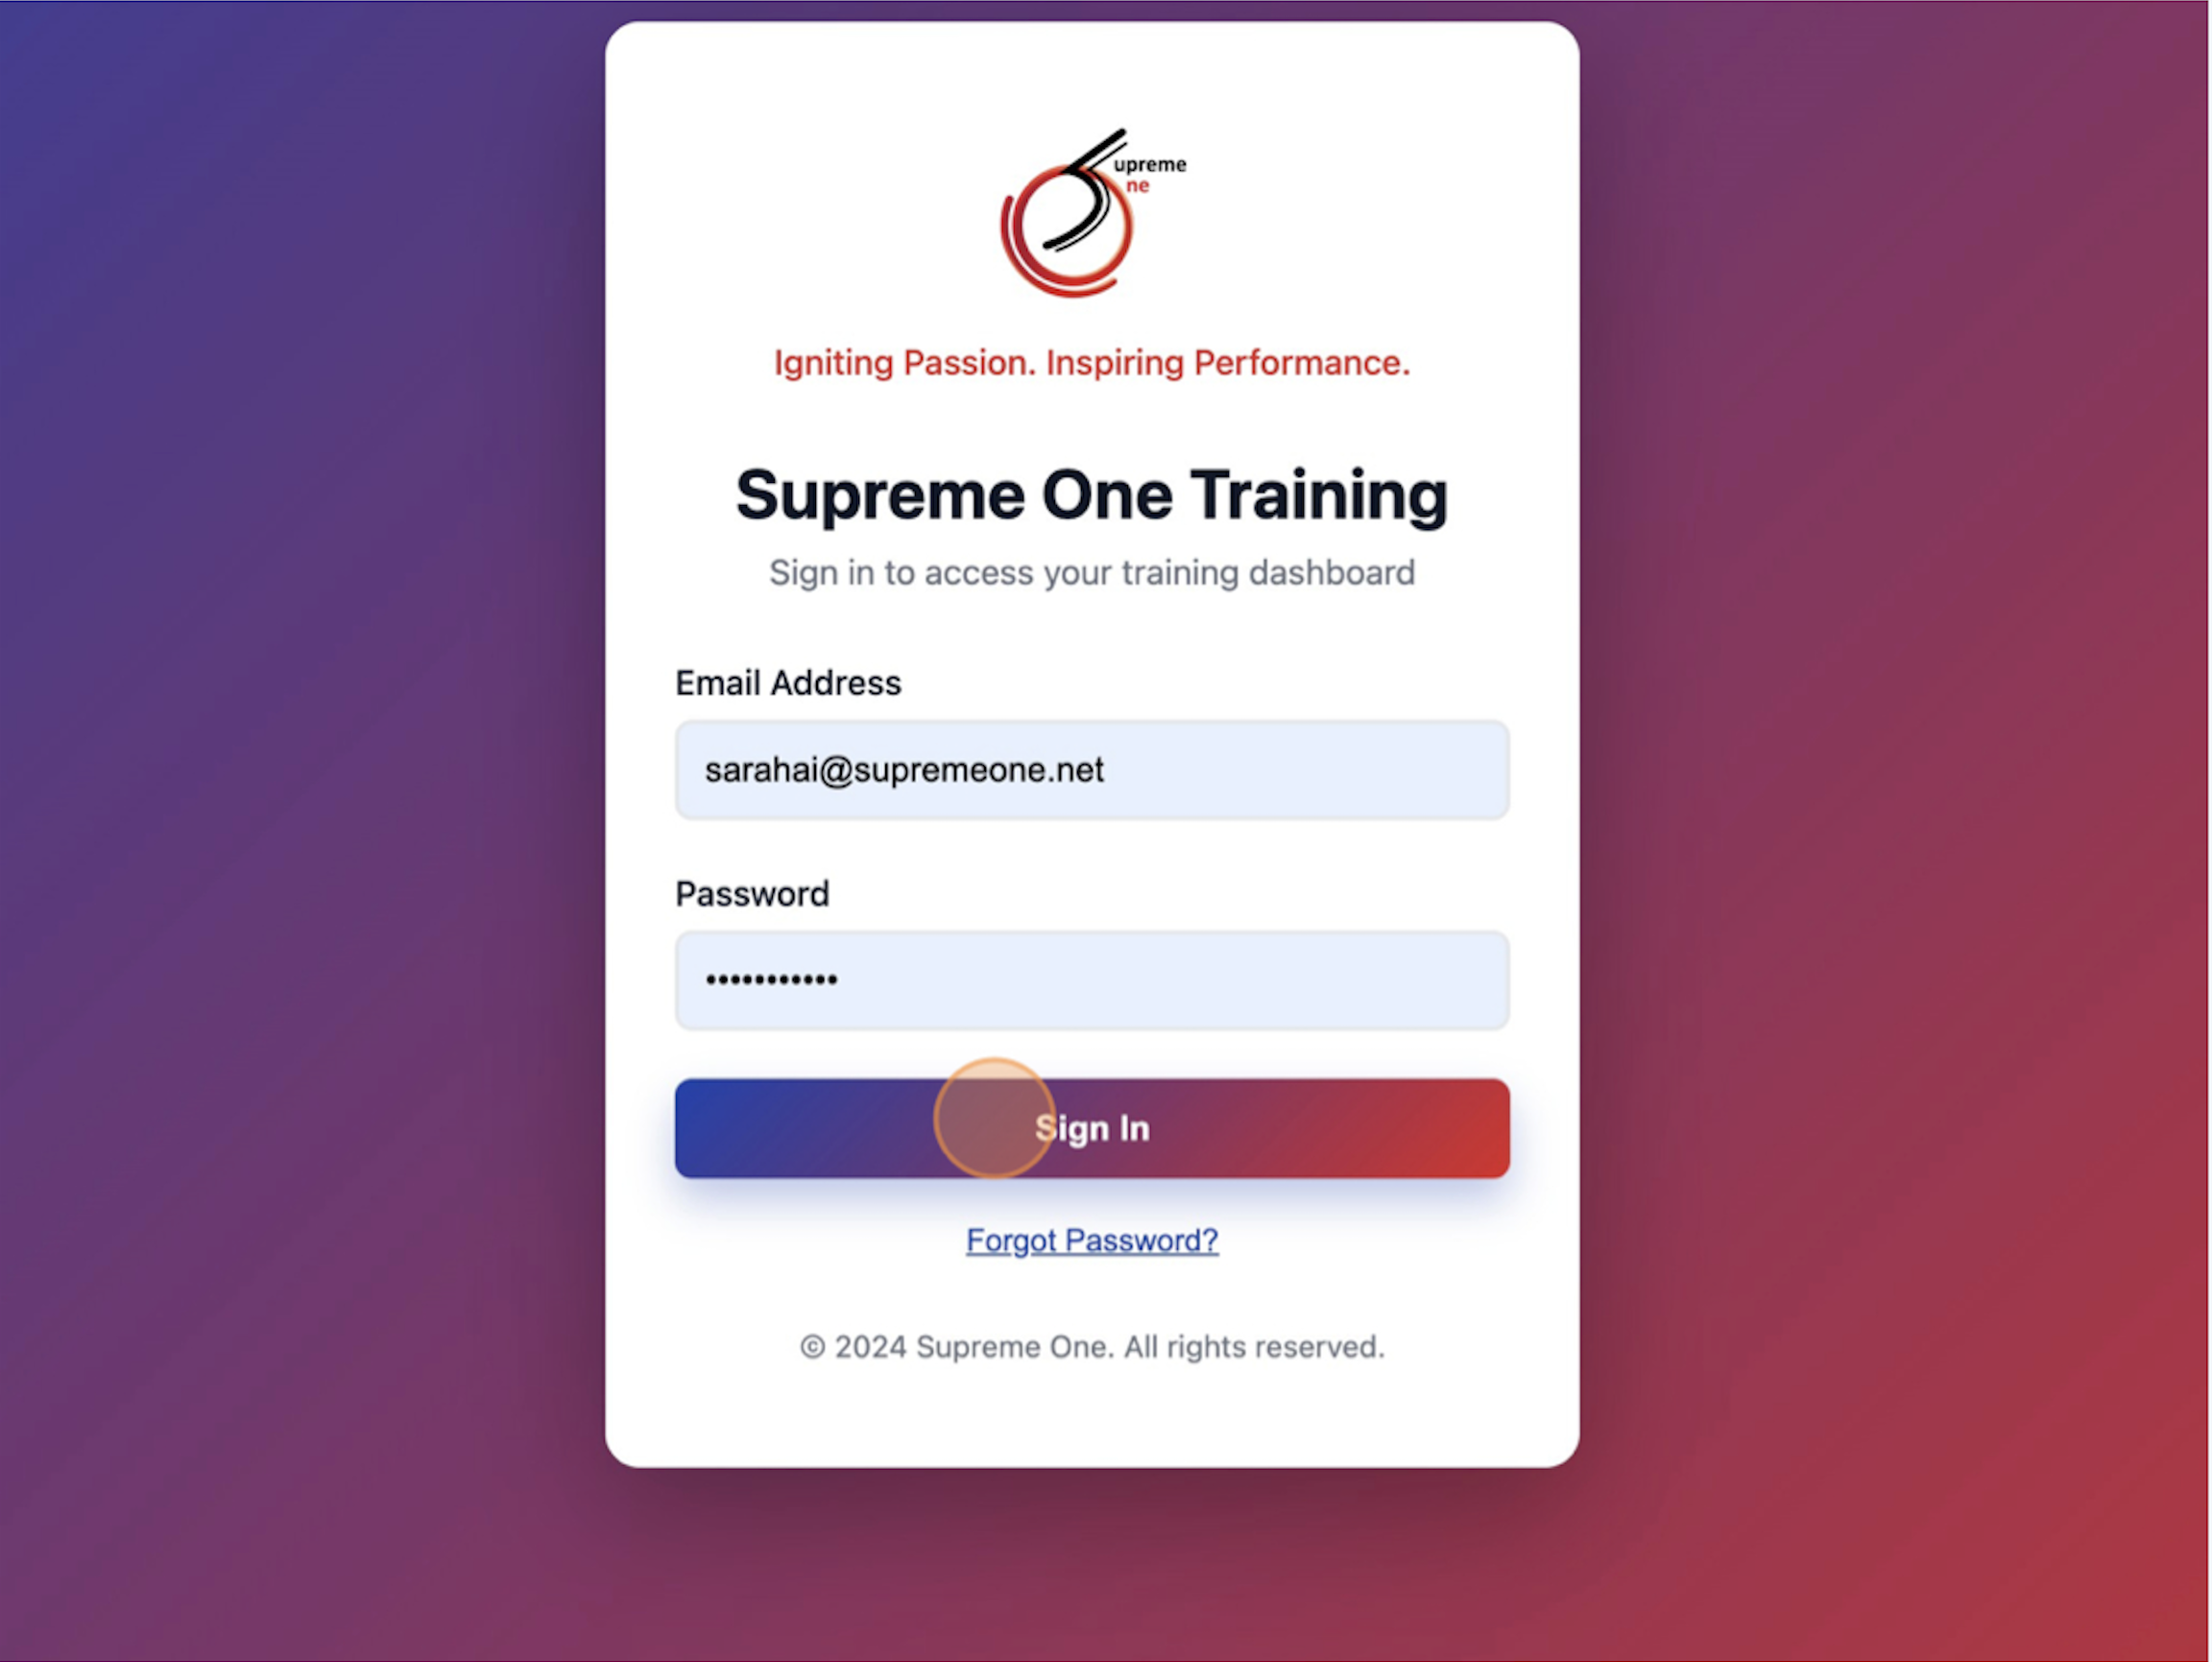 upreme
ne
Igniting Passion. Inspiring Performance.
Supreme One Training
Sign in to access your training dashboard
Email Address
sarahai@supremeone.net
Password
•••••••••••
Sign In
Forgot Password?
© 2024 Supreme One. All rights reserved.